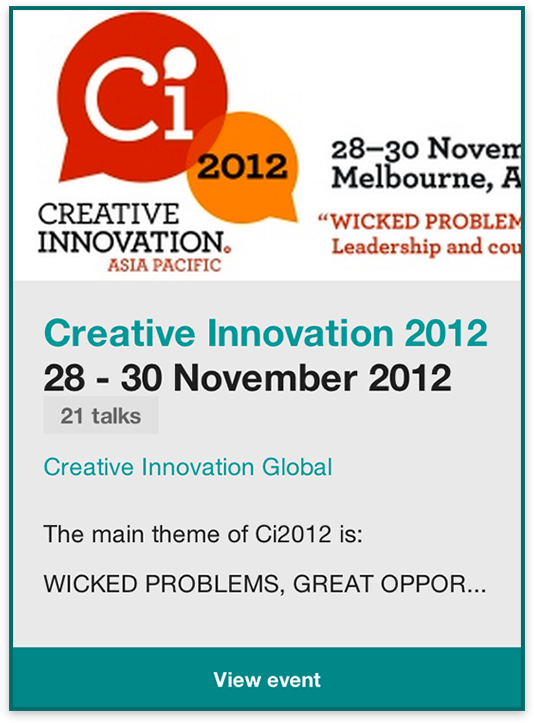 Ci
2012
CREATIVE
INNOVATION.
ASIA PACIFIC
28–30 Novem
Melbourne, A
“WICKED PROBLEM
Leadership and cou
Creative Innovation 2012
28 - 30 November 2012
21 talks
Creative Innovation Global
The main theme of Ci2012 is:
WICKED PROBLEMS, GREAT OPPOR...
View event